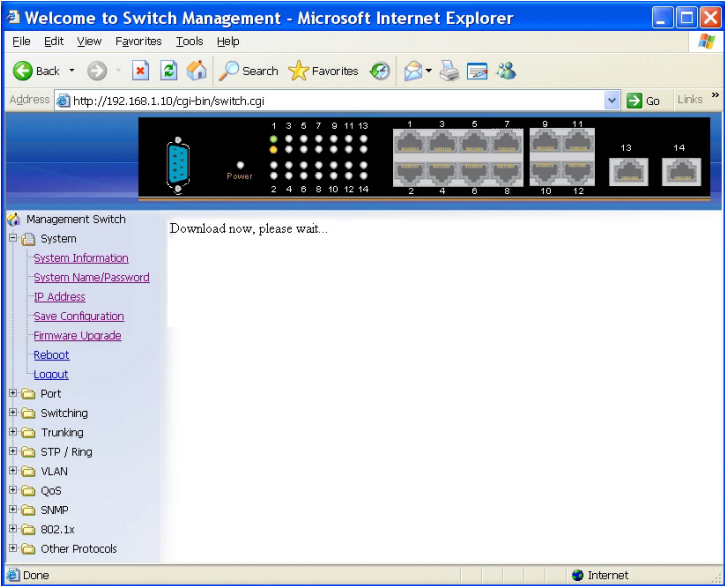 Welcome to Switch Management - Microsoft Internet Explorer
File Edit View Favorites Tools Help
Back Search Favorites
Address http://192.168.1.10/cgi-bin/switch.cgi Go Links »
1 3 5 7 9 11 13
1 3 5 7 9 11
13 14
Power
2 4 6 8 10 12 14
2 4 6 8 10 12
Management Switch
Download now, please wait...
System
System Information
System Name/Password
IP Address
Save Configuration
Firmware Upgrade
Reboot
Logout
Port
Switching
Trunking
STP / Ring
VLAN
QoS
SNMP
802.1x
Other Protocols
Done Internet